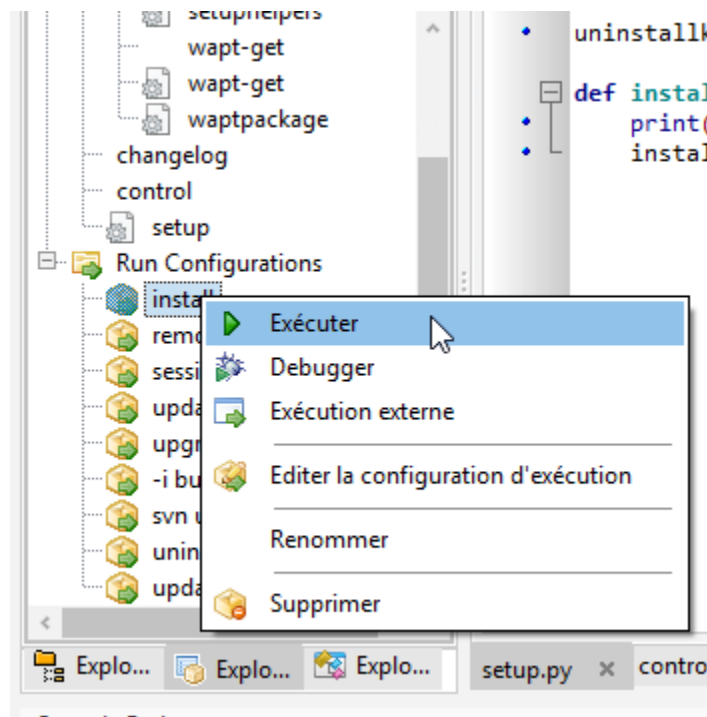 setuphelpers
wapt-get
wapt-get
waptpackage
changelog
control
setup
Run Configurations
install
remo
sessi
upda
upgr
-i bu
svn u
unin
upda
Exécuter
Debugger
Exécution externe
Editer la configuration d'exécution
Renommer
Supprimer
Explo...
Explo...
Explo...
uninstallk
def instal
print(
instal
setup.py
contro